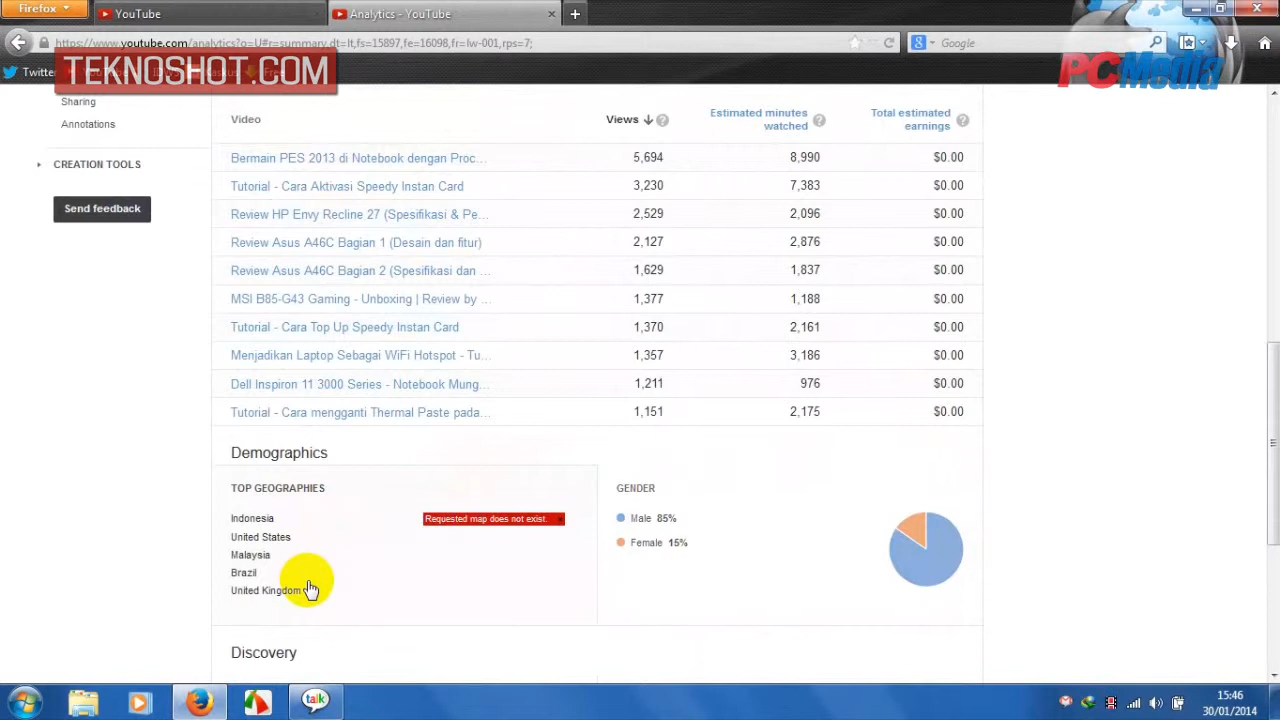 Firefox
YouTube
Analytics - YouTube
https://www.youtube.com/analytics?o=U#r=summary,dt=lt,fs=15897,fe=16098,fr=lw-001,rps=7;
Google
Twitter
TEKNOSHOT.COM
PCMedia
Sharing
Annotations
CREATION TOOLS
Send feedback
Video Views Estimated minutes watched Total estimated earnings
Bermain PES 2013 di Notebook dengan Proc... 5,694 8,990 $0.00
Tutorial - Cara Aktivasi Speedy Instan Card 3,230 7,383 $0.00
Review HP Envy Recline 27 (Spesifikasi & Pe... 2,529 2,096 $0.00
Review Asus A46C Bagian 1 (Desain dan fitur) 2,127 2,876 $0.00
Review Asus A46C Bagian 2 (Spesifikasi dan ... 1,629 1,837 $0.00
MSI B85-G43 Gaming - Unboxing | Review by ... 1,377 1,188 $0.00
Tutorial - Cara Top Up Speedy Instan Card 1,370 2,161 $0.00
Menjadikan Laptop Sebagai WiFi Hotspot - Tu... 1,357 3,186 $0.00
Dell Inspiron 11 3000 Series - Notebook Mung... 1,211 976 $0.00
Tutorial - Cara mengganti Thermal Paste pada... 1,151 2,175 $0.00
Demographics
TOP GEOGRAPHIES
Indonesia
United States
Malaysia
Brazil
United Kingdom
Requested map does not exist.
GENDER
Male 85%
Female 15%
Discovery
talk
15:46
30/01/2014